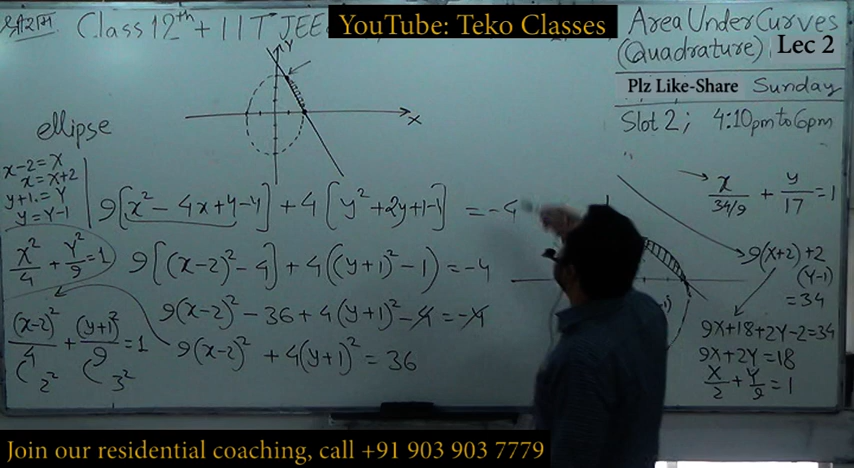 श्रीराम Class 12th + IIT JEE
YouTube: Teko Classes
Area Under Curves
(Quadrature) Lec 2
Plz Like-Share Sunday
Slot 2; 4:10pm to 6pm
Y
X
ellipse
x-2=X
x=X+2
y+1=Y
y=Y-1
9[x² - 4x+4-4] + 4[y²+2y+1-1] = -4
X²/4 + Y²/9 = 1
9[(x-2)² - 4] + 4((y+1)² - 1) = -4
9(x-2)² - 36 + 4(y+1)² - 4 = -4
(x-2)²/4 + (y+1)²/9 = 1
9(x-2)² + 4(y+1)² = 36
2² 3²
x/34/9 + y/17 = 1
9(X+2)+2
(Y-1)
=34
9X+18+2Y-2=34
9X+2Y=18
X/2 + Y/9 = 1
Join our residential coaching, call +91 903 903 7779